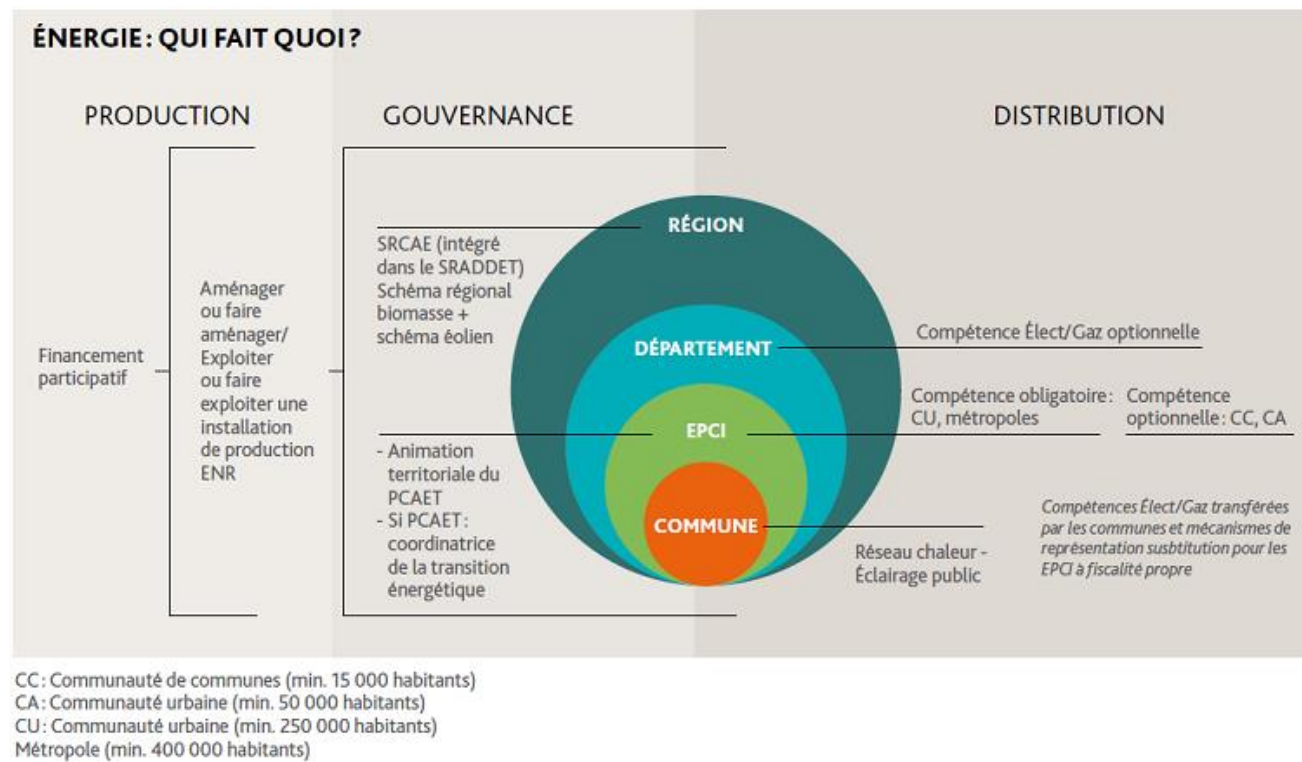 ÉNERGIE : QUI FAIT QUOI ?
PRODUCTION
GOUVERNANCE
DISTRIBUTION
Financement
participatif
Aménager
ou faire
aménager/
Exploiter
ou faire
exploiter une
installation
de production
ENR
SRCAE (intégré
dans le SRADDET)
Schéma régional
biomasse +
schéma éolien
- Animation
territoriale du
PCAET
- Si PCAET :
coordinatrice
de la transition
énergétique
RÉGION
DÉPARTEMENT
EPCI
COMMUNE
Compétence Élect/Gaz optionnelle
Compétence obligatoire :
CU, métropoles
Compétence
optionnelle : CC, CA
Réseau chaleur -
Éclairage public
Compétences Élect/Gaz transférées
par les communes et mécanismes de
représentation susbtitution pour les
EPCI à fiscalité propre
CC : Communauté de communes (min. 15 000 habitants)
CA : Communauté urbaine (min. 50 000 habitants)
CU : Communauté urbaine (min. 250 000 habitants)
Métropole (min. 400 000 habitants)